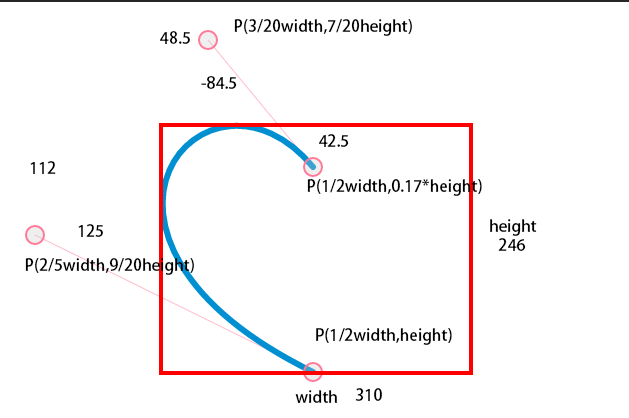 P(3/20width,7/20height)
48.5
-84.5
42.5
112
P(1/2width,0.17*height)
125
height
246
P(2/5width,9/20height)
P(1/2width,height)
width 310